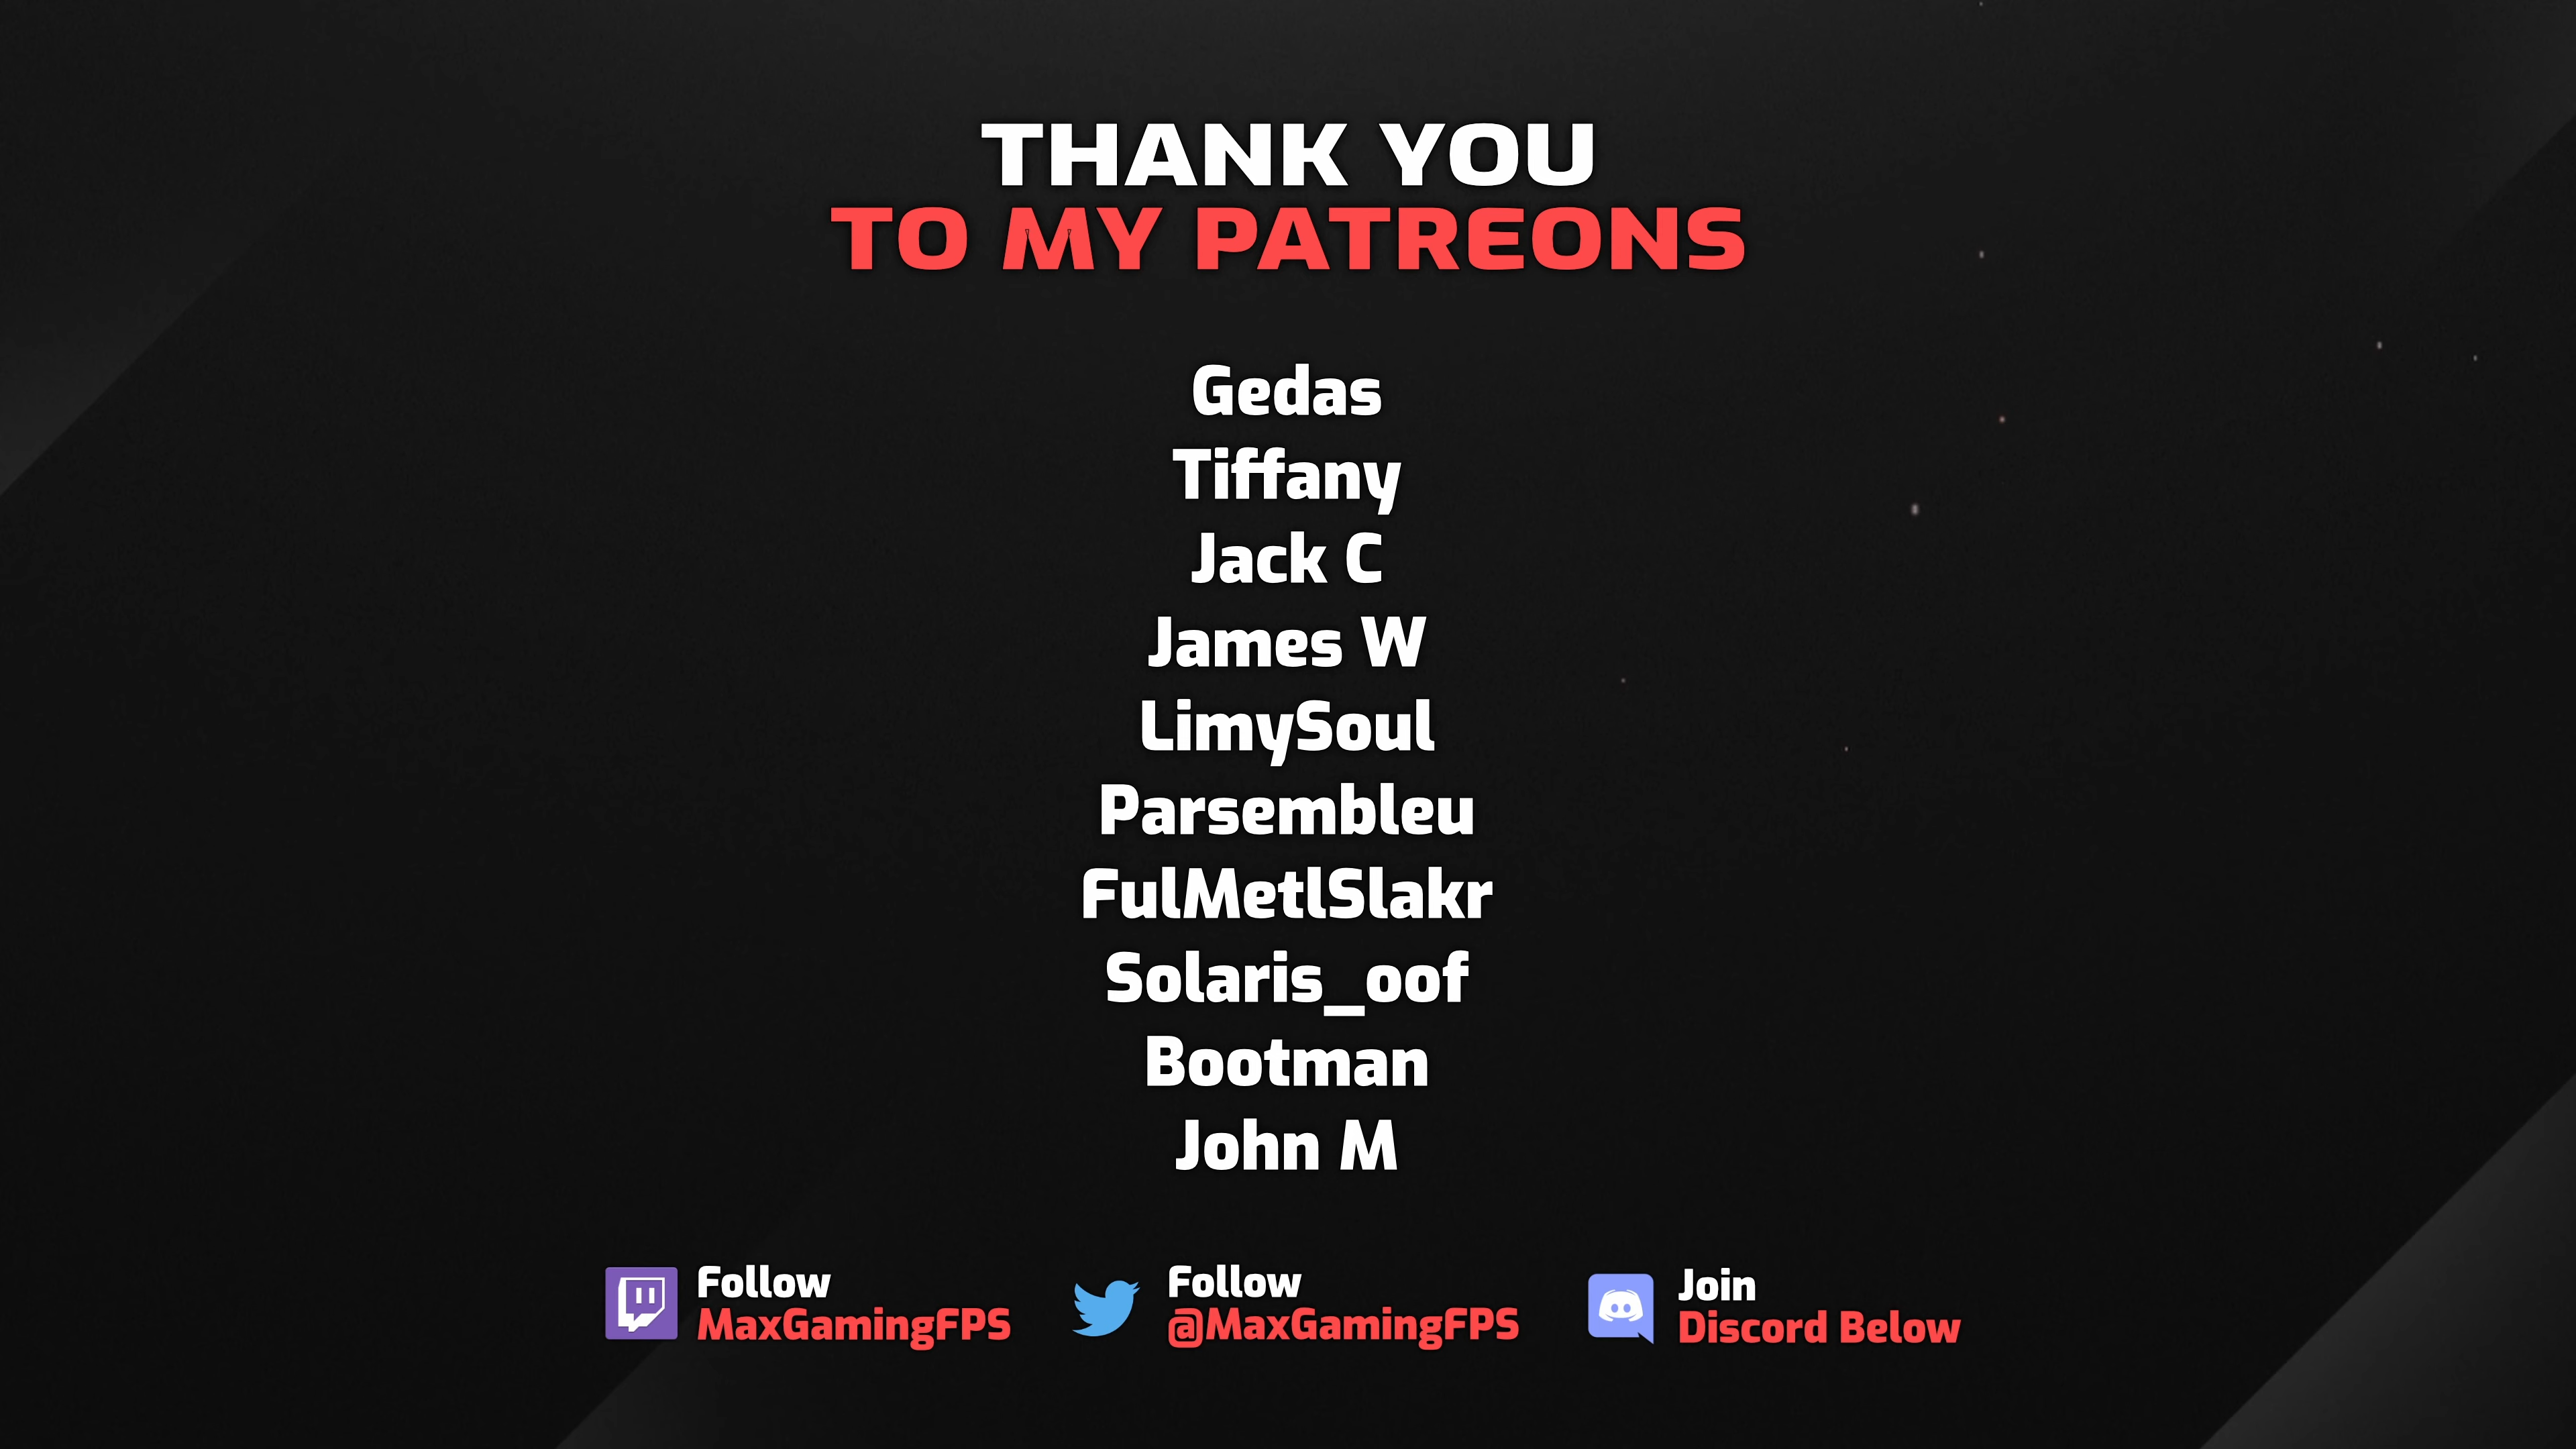 THANK YOU
TO MY PATREONS
Gedas
Tiffany
Jack C
James W
LimySoul
Parsembleu
FulMetlSlakr
Solaris_oof
Bootman
John M
Follow
MaxGamingFPS
Follow
@MaxGamingFPS
Join
Discord Below